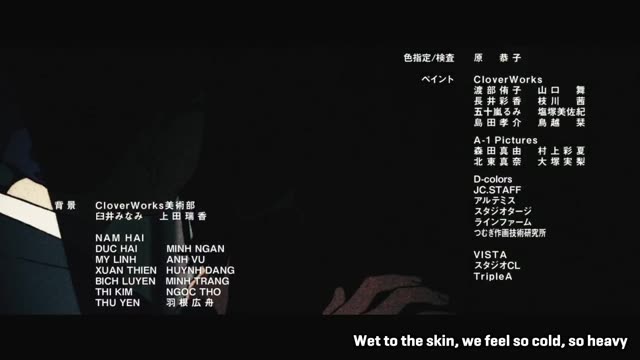 色指定/検査 原 恭子
ペイント CloverWorks
渡部侑子 山口 舞
長井彩香 枝川 茜
五十嵐るみ 塩塚美佐紀
島田孝介 鳥越 栞
A-1 Pictures
森田真由 村上彩夏
北東真奈 大塚実梨
D-colors
J.C.STAFF
アルテミス
スタジオタージ
ラインファーム
つむぎ作画技術研究所
VISTA
スタジオCL
TripleA
背景 CloverWorks美術部
臼井みなみ 上田瑞香
NAM HAI
DUC HAI MINH NGAN
MY LINH ANH VU
XUAN THIEN HUYNH DANG
BICH LUYEN MINH TRANG
THI KIM NGOC THO
THU YEN 羽根広舟
Wet to the skin, we feel so cold, so heavy